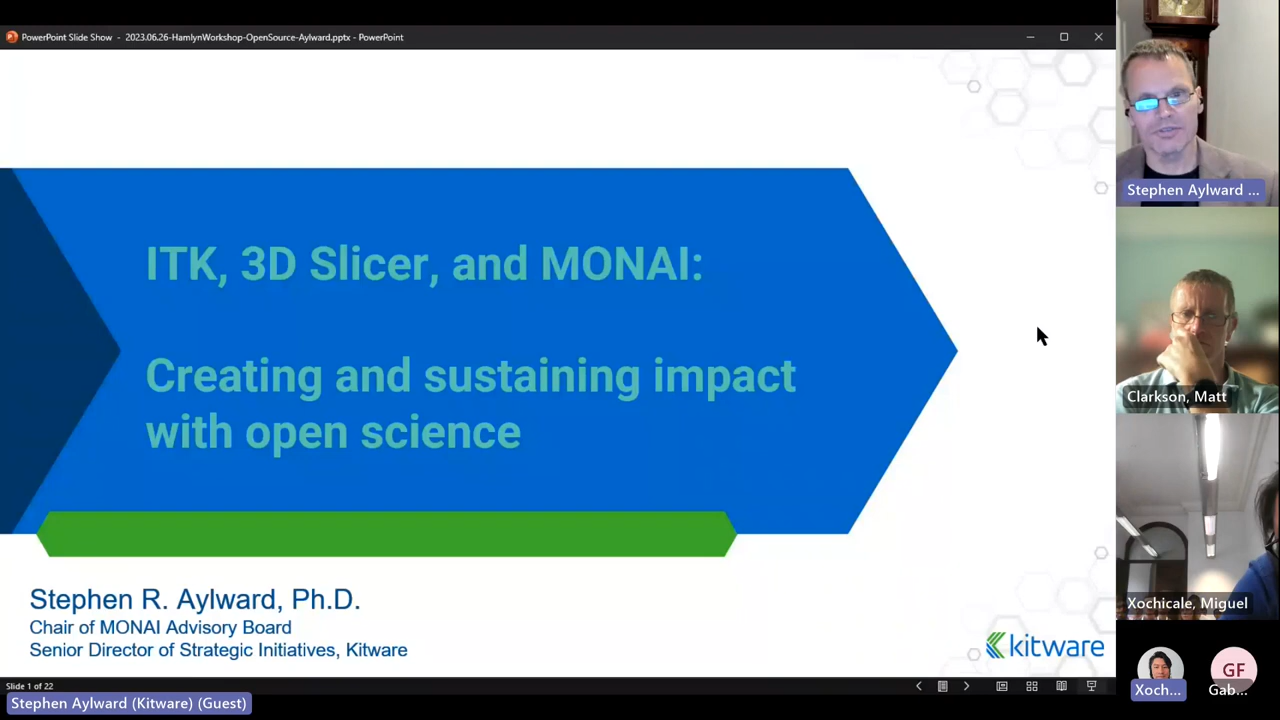 PowerPoint Slide Show - 2023.06.26-HamlynWorkshop-OpenSource-Aylward.pptx - PowerPoint
ITK, 3D Slicer, and MONAI:
Creating and sustaining impact
with open science
Stephen R. Aylward, Ph.D.
Chair of MONAI Advisory Board
Senior Director of Strategic Initiatives, Kitware
kitware
Slide 1 of 22
Stephen Aylward (Kitware) (Guest)
Stephen Aylward ...
Clarkson, Matt
Xochicale, Miguel
Xoch...
GF
Gab...